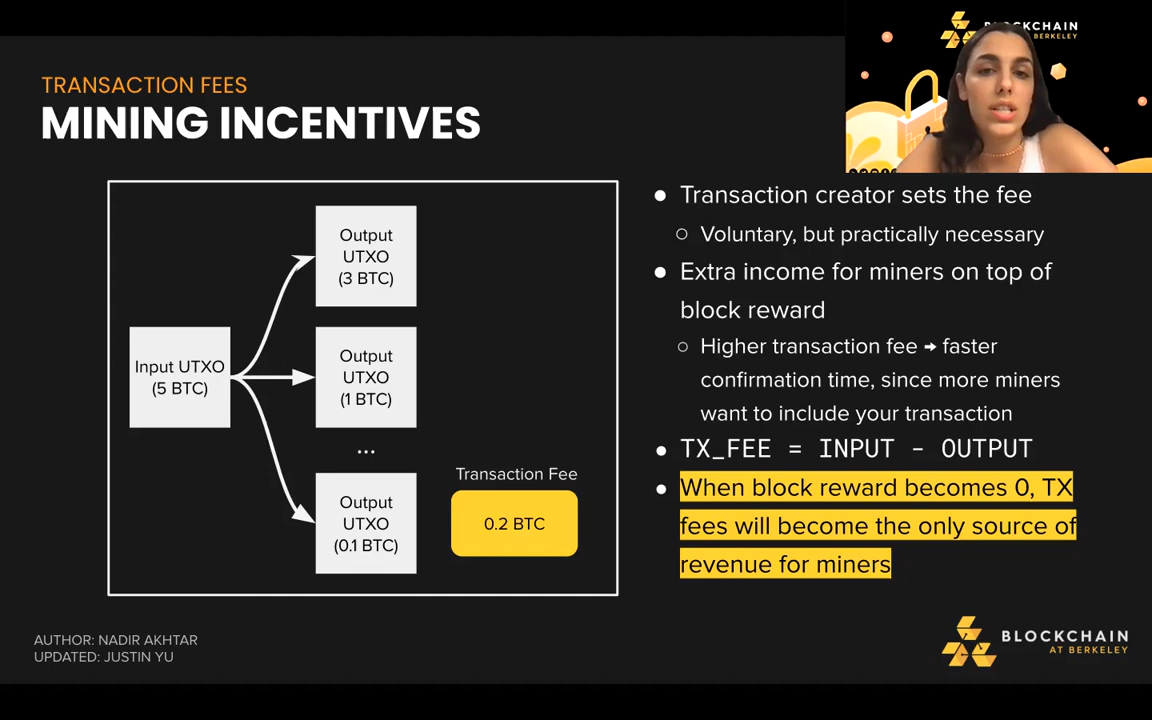 TRANSACTION FEES
MINING INCENTIVES
BLOCKCHAIN
AT BERKELEY
Input UTXO
(5 BTC)
Output
UTXO
(3 BTC)
Output
UTXO
(1 BTC)
...
Output
UTXO
(0.1 BTC)
Transaction Fee
0.2 BTC
● Transaction creator sets the fee
○ Voluntary, but practically necessary
● Extra income for miners on top of
block reward
○ Higher transaction fee → faster
confirmation time, since more miners
want to include your transaction
● TX_FEE = INPUT - OUTPUT
● When block reward becomes 0, TX
fees will become the only source of
revenue for miners
AUTHOR: NADIR AKHTAR
UPDATED: JUSTIN YU
BLOCKCHAIN
AT BERKELEY